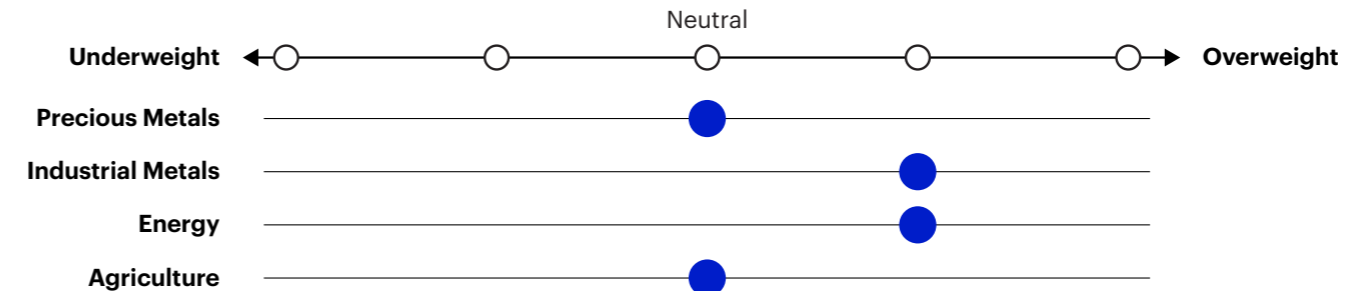 Neutral
Underweight Overweight
Precious Metals
Industrial Metals
Energy
Agriculture